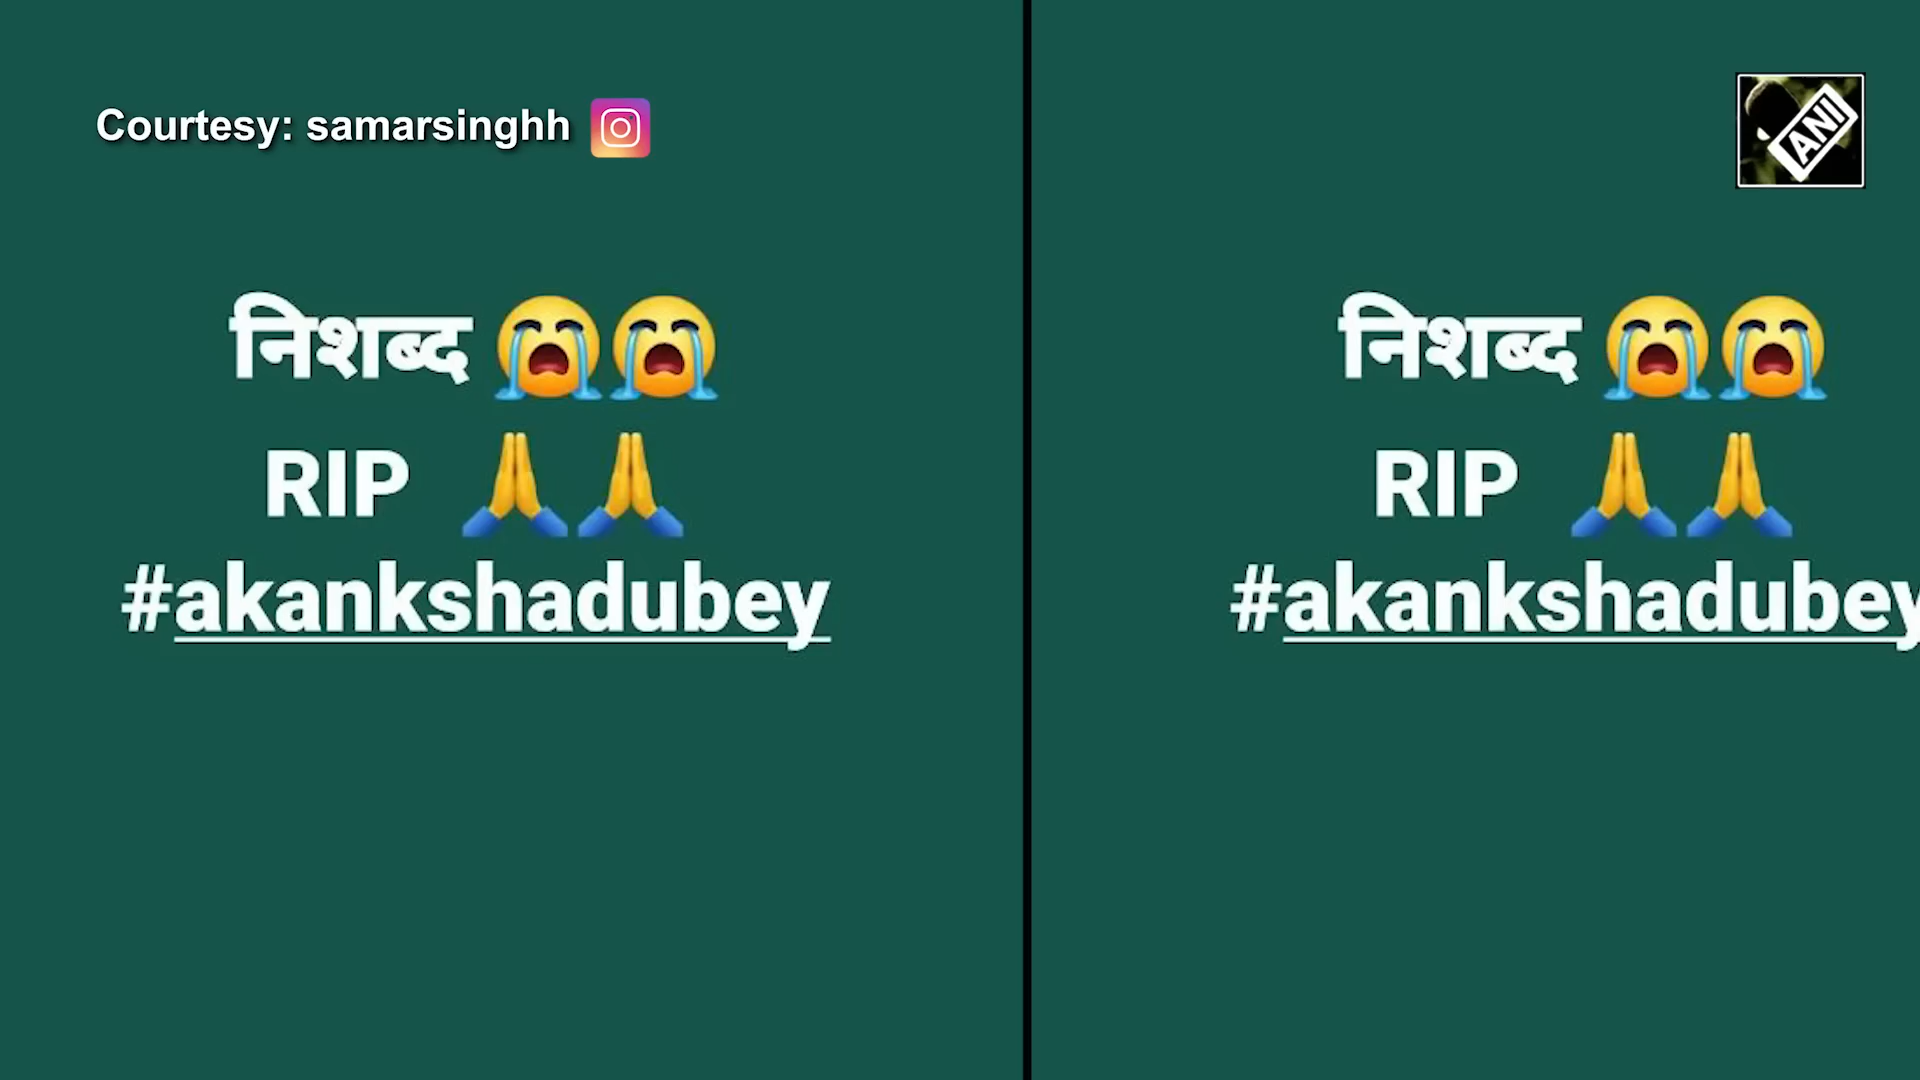 Courtesy: samarsinghh
ANI
निशब्द 😭😭
RIP 🙏🙏
#akankshadubey
निशब्द 😭😭
RIP 🙏🙏
#akankshadubey